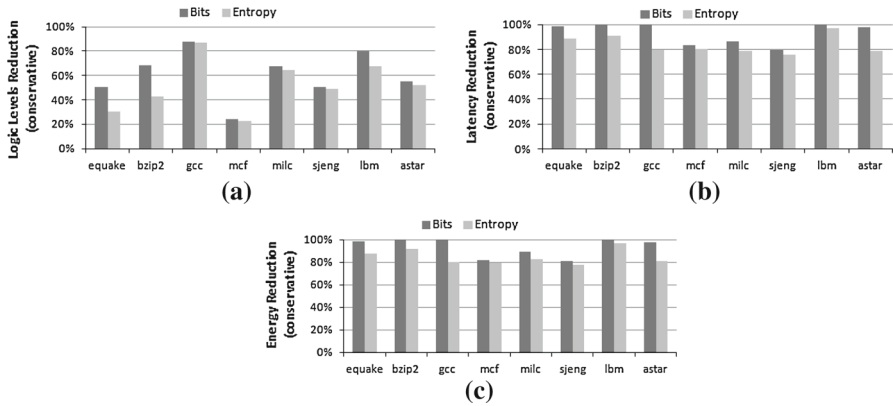 Bits Entropy
Logic Levels Reduction
(conservative)
100%
80%
60%
40%
20%
0%
equake bzip2 gcc mcf milc sjeng lbm astar
(a)
Bits Entropy
Latency Reduction
(conservative)
100%
80%
60%
40%
20%
0%
equake bzip2 gcc mcf milc sjeng lbm astar
(b)
Bits Entropy
Energy Reduction
(conservative)
100%
80%
60%
40%
20%
0%
equake bzip2 gcc mcf milc sjeng lbm astar
(c)